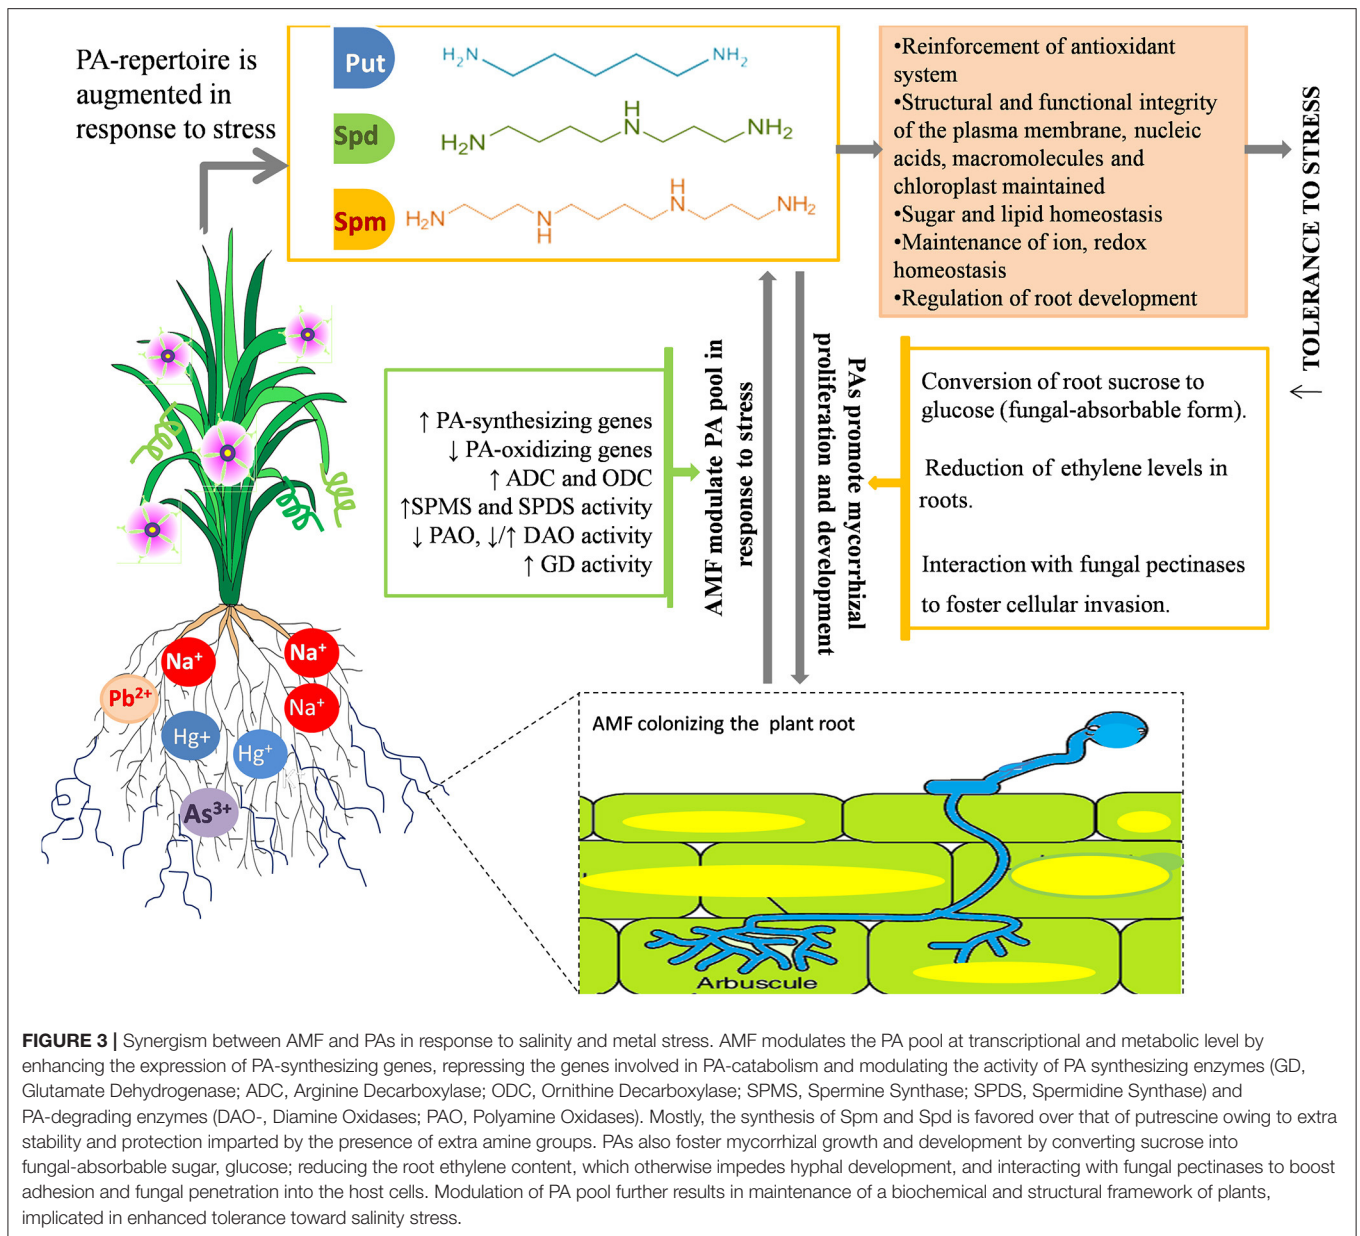 PA-repertoire is
augmented in
response to stress
Put
H₂N
NH₂
Spd
H₂N
H
N
NH₂
Spm
H₂N
N
H
H
N
NH₂
•Reinforcement of antioxidant
system
•Structural and functional integrity
of the plasma membrane, nucleic
acids, macromolecules and
chloroplast maintained
•Sugar and lipid homeostasis
•Maintenance of ion, redox
homeostasis
•Regulation of root development
TOLERANCE TO STRESS
↑ PA-synthesizing genes
↓ PA-oxidizing genes
↑ ADC and ODC
↑SPMS and SPDS activity
↓ PAO, ↓/↑ DAO activity
↑ GD activity
AMF modulate PA pool in
response to stress
PAs promote mycorrhizal
proliferation and development
Conversion of root sucrose to
glucose (fungal-absorbable form).
Reduction of ethylene levels in
roots.
Interaction with fungal pectinases
to foster cellular invasion.
←
Na⁺
Na⁺
Pb²⁺
Na⁺
Hg+
Hg⁺
As³⁺
AMF colonizing the plant root
Arbuscule
FIGURE 3 | Synergism between AMF and PAs in response to salinity and metal stress. AMF modulates the PA pool at transcriptional and metabolic level by
enhancing the expression of PA-synthesizing genes, repressing the genes involved in PA-catabolism and modulating the activity of PA synthesizing enzymes (GD,
Glutamate Dehydrogenase; ADC, Arginine Decarboxylase; ODC, Ornithine Decarboxylase; SPMS, Spermine Synthase; SPDS, Spermidine Synthase) and
PA-degrading enzymes (DAO-, Diamine Oxidases; PAO, Polyamine Oxidases). Mostly, the synthesis of Spm and Spd is favored over that of putrescine owing to extra
stability and protection imparted by the presence of extra amine groups. PAs also foster mycorrhizal growth and development by converting sucrose into
fungal-absorbable sugar, glucose; reducing the root ethylene content, which otherwise impedes hyphal development, and interacting with fungal pectinases to boost
adhesion and fungal penetration into the host cells. Modulation of PA pool further results in maintenance of a biochemical and structural framework of plants,
implicated in enhanced tolerance toward salinity stress.